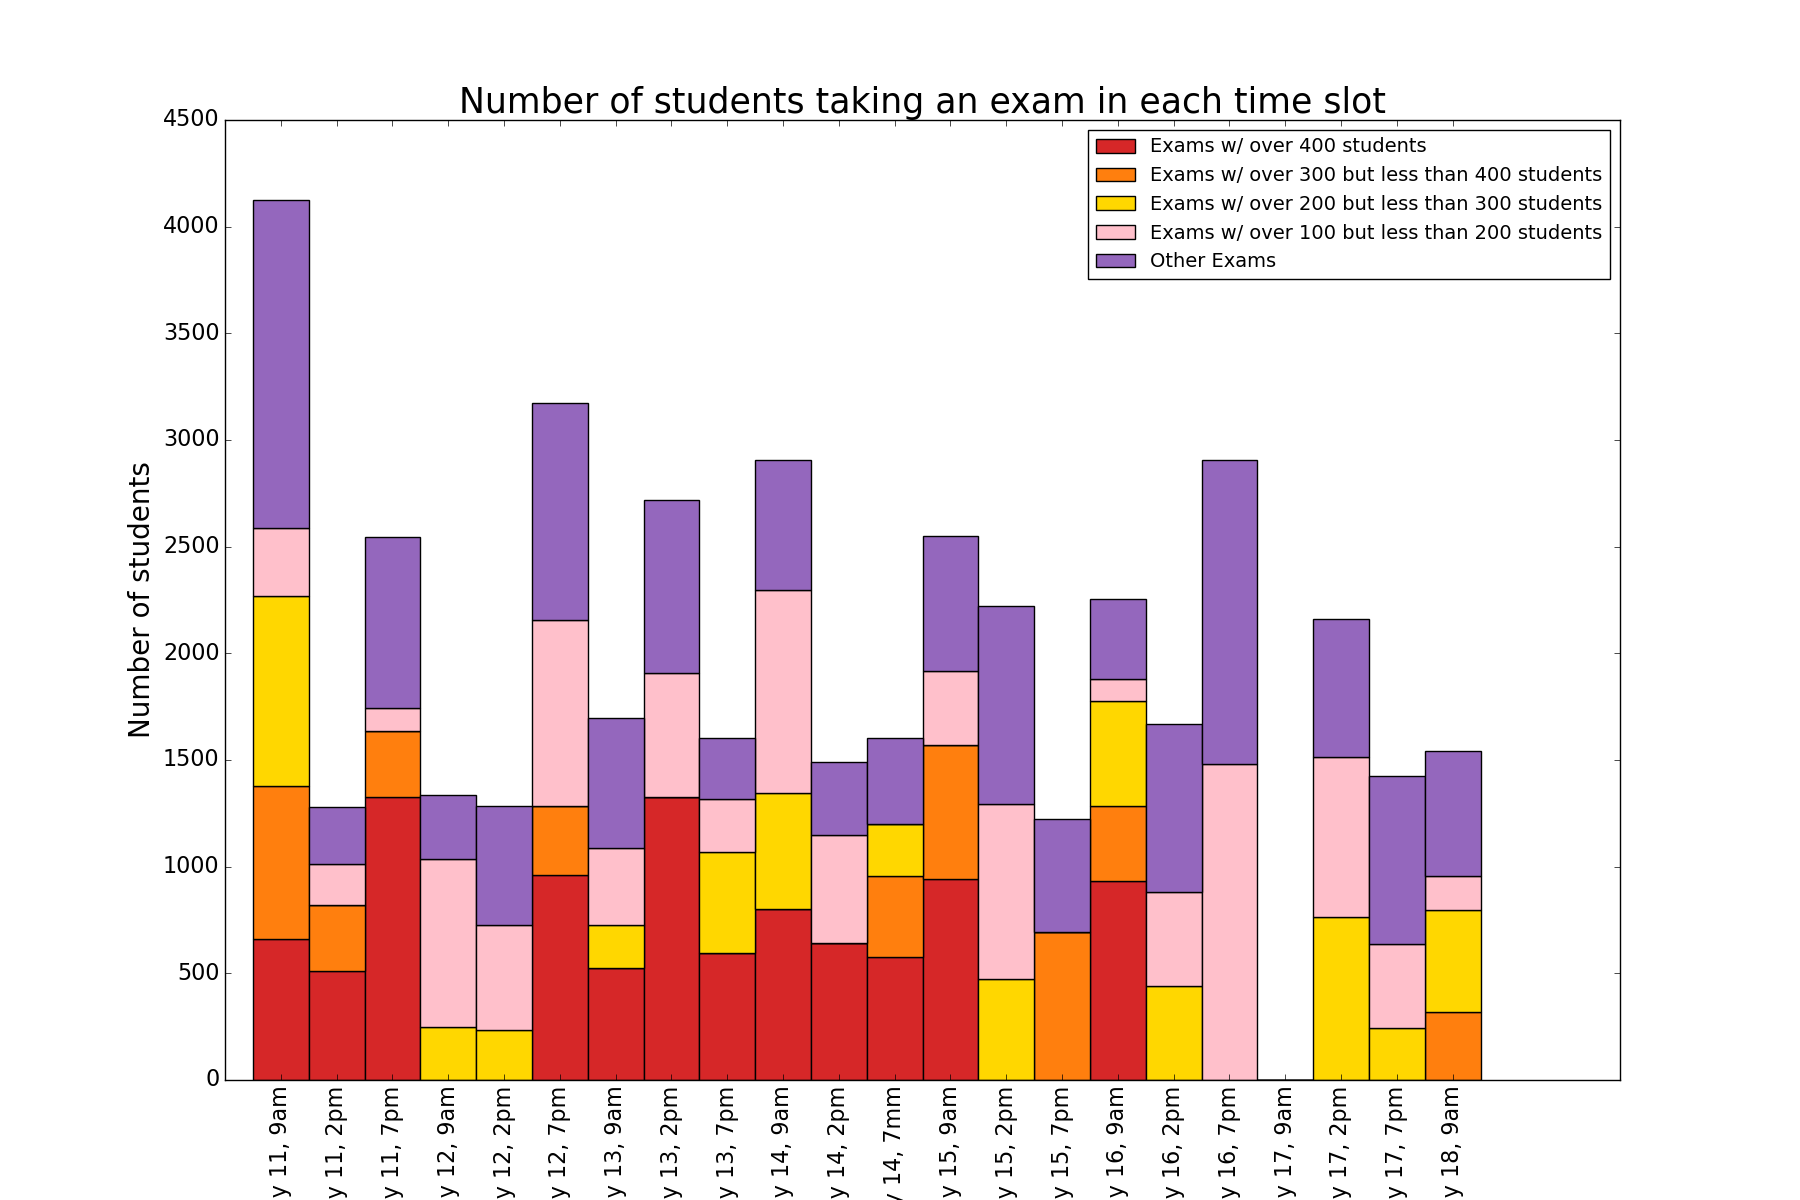 Number of students taking an exam in each time slot
Exams w/ over 400 students
Exams w/ over 300 but less than 400 students
Exams w/ over 200 but less than 300 students
Exams w/ over 100 but less than 200 students
Other Exams
Number of students
4500
4000
3500
3000
2500
2000
1500
1000
500
0
y 11, 9am
y 11, 2pm
y 11, 7pm
y 12, 9am
y 12, 2pm
y 12, 7pm
y 13, 9am
y 13, 2pm
y 13, 7pm
y 14, 9am
y 14, 2pm
y 14, 7mm
y 15, 9am
y 15, 2pm
y 15, 7pm
y 16, 9am
y 16, 2pm
y 16, 7pm
y 17, 9am
y 17, 2pm
y 17, 7pm
y 18, 9am